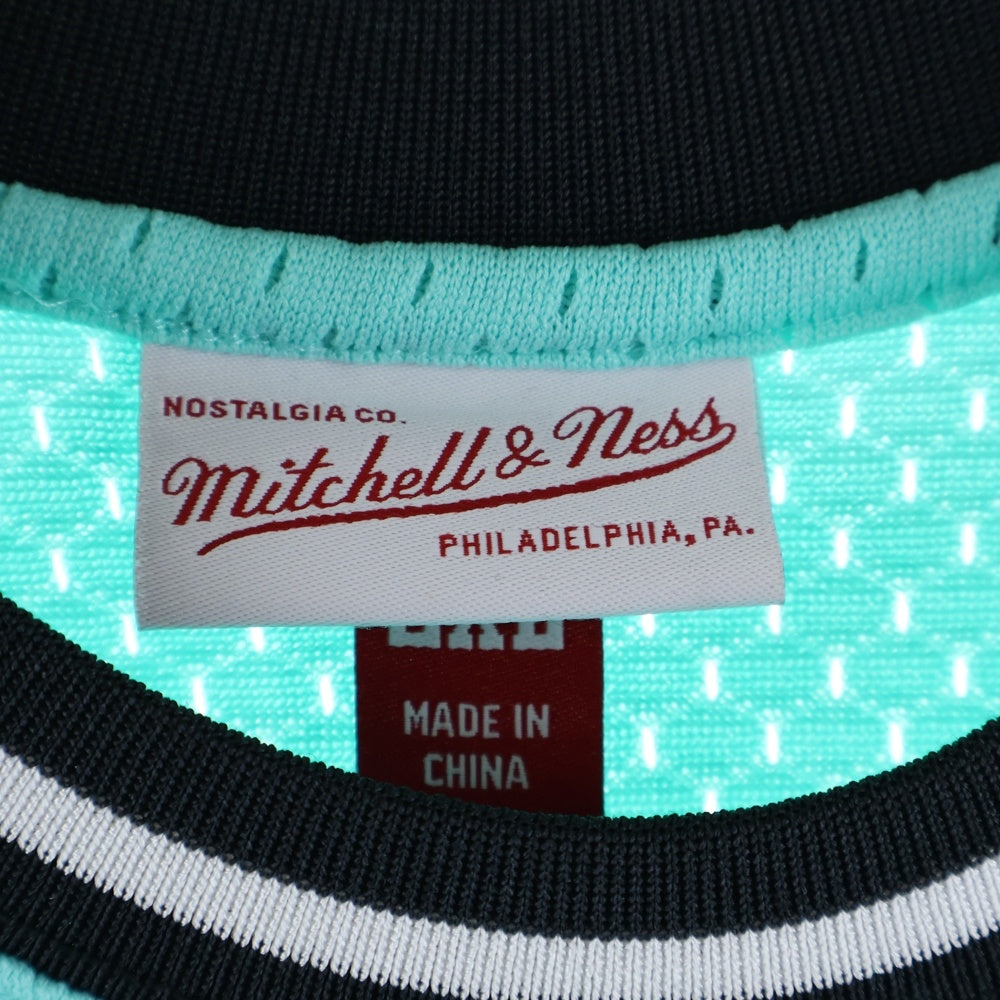 NOSTALGIA CO.
Mitchell & Ness
PHILADELPHIA, PA.
MADE IN
CHINA